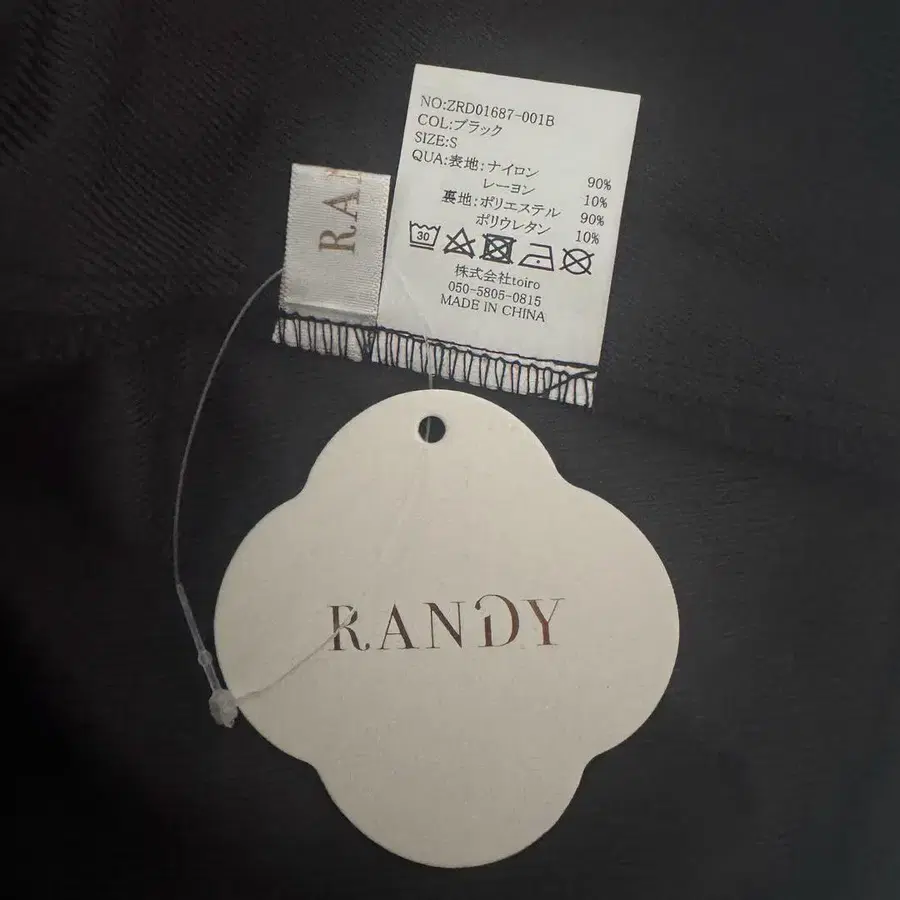 NO:ZRD01687-001B
COL:ブラック
SIZE:S
QUA:表地:ナイロン 90%
レーヨン 10%
裏地:ポリエステル 90%
ポリウレタン 10%
30
株式会社toiro
050-5805-0815
MADE IN CHINA
RAN
RANDY